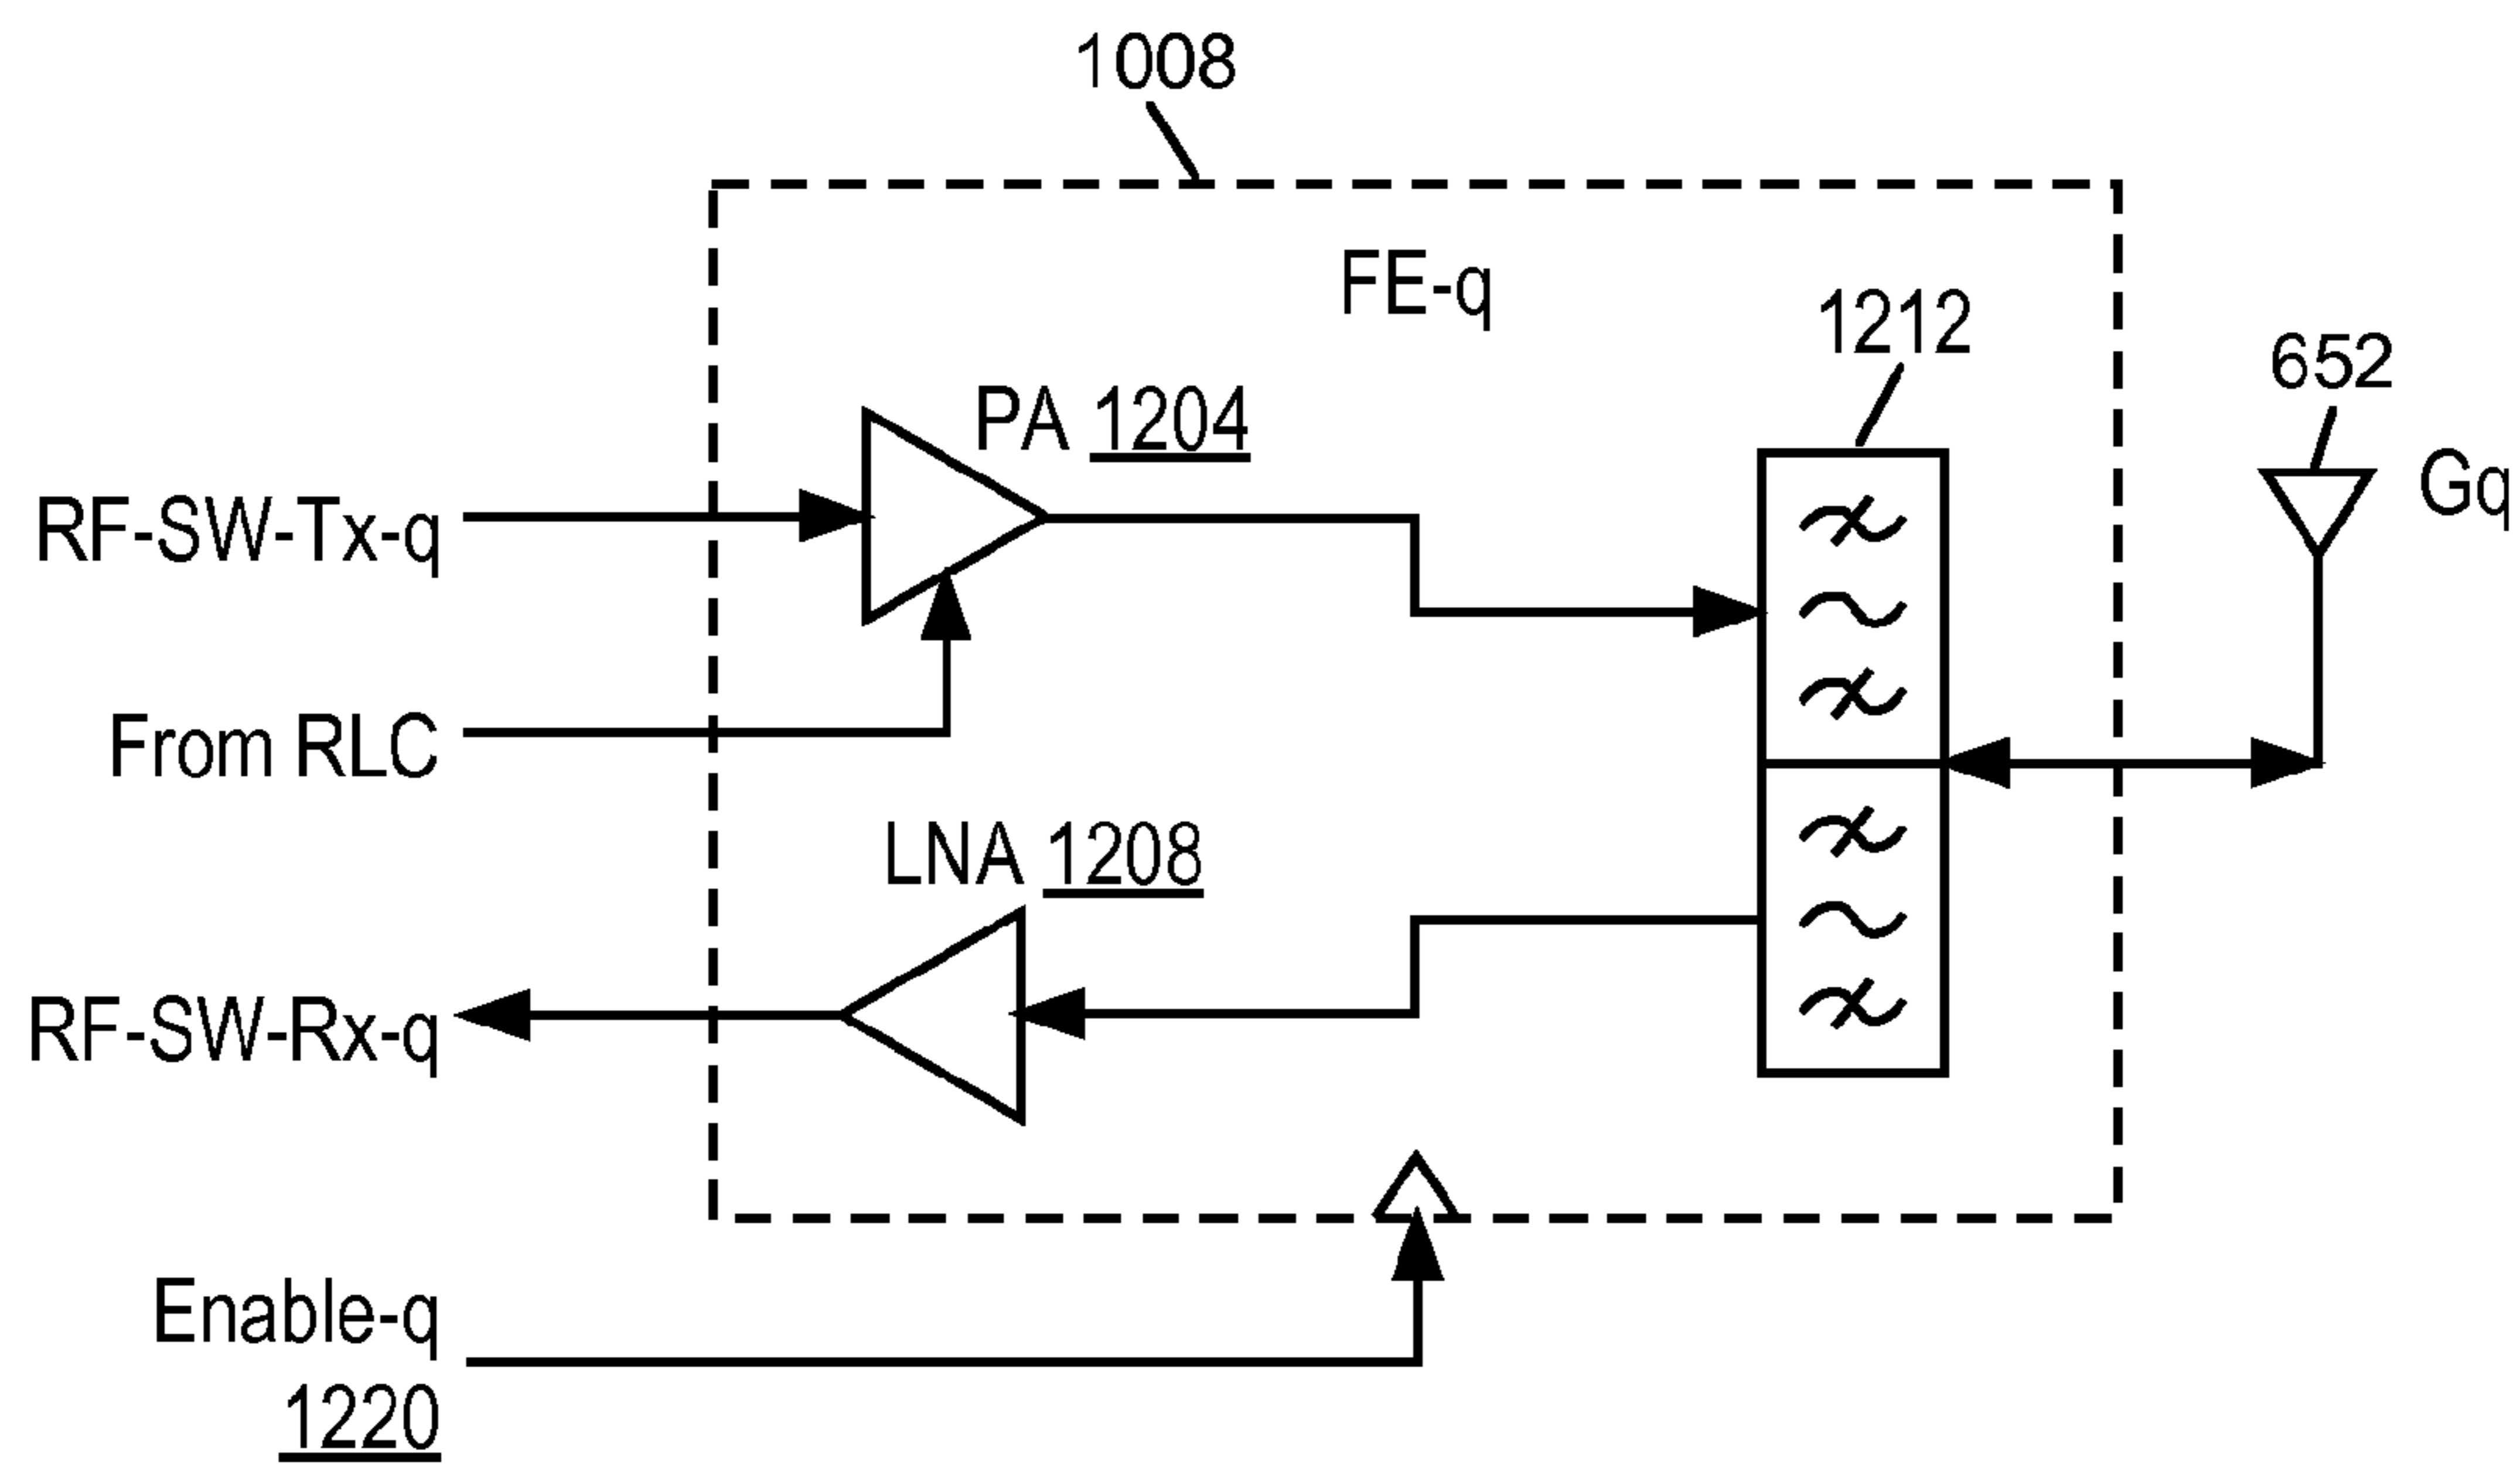 1008
FE-q
1212
652
PA 1204
Gq
RF-SW-Tx-q
From RLC
LNA 1208
RF-SW-Rx-q
Enable-q
1220